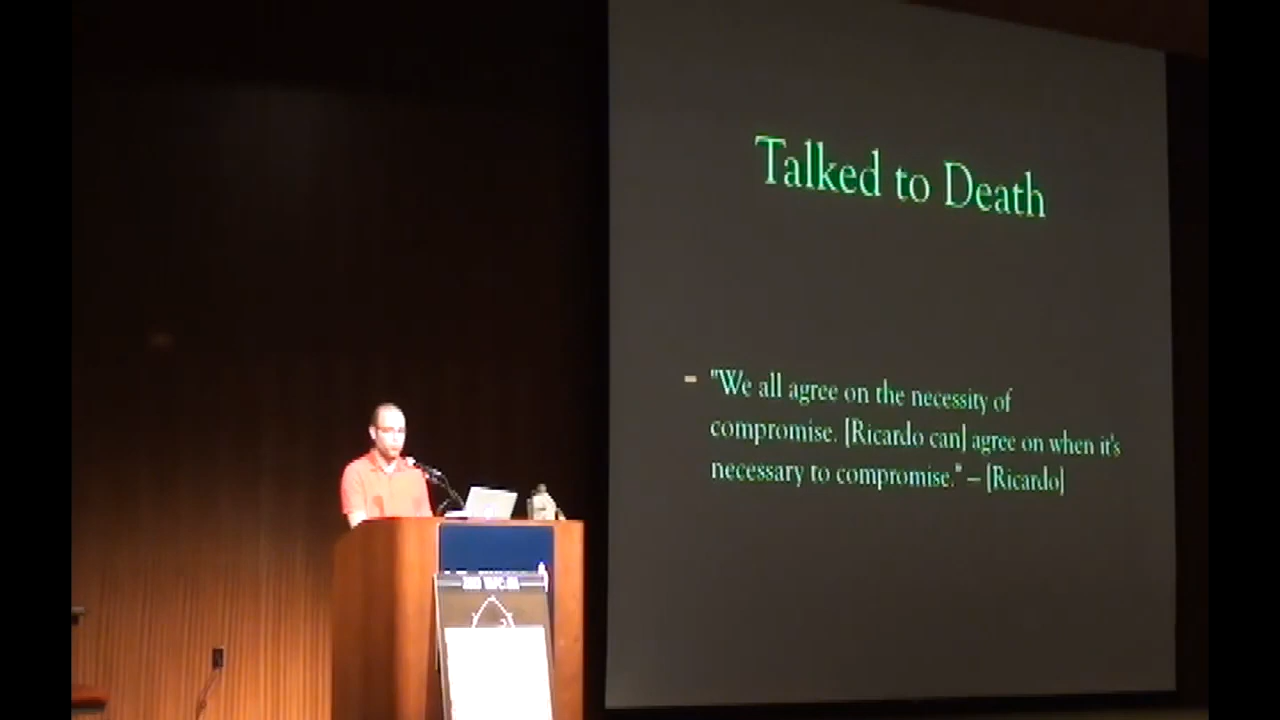 Talked to Death
"We all agree on the necessity of
compromise. [Ricardo can] agree on when it's
necessary to compromise." – [Ricardo]